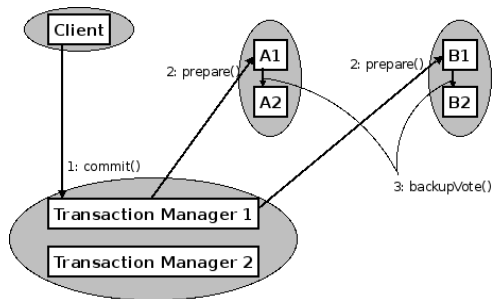 Client
A1
B1
2: prepare()
2: prepare()
A2
B2
1: commit()
3: backupVote()
Transaction Manager 1
Transaction Manager 2